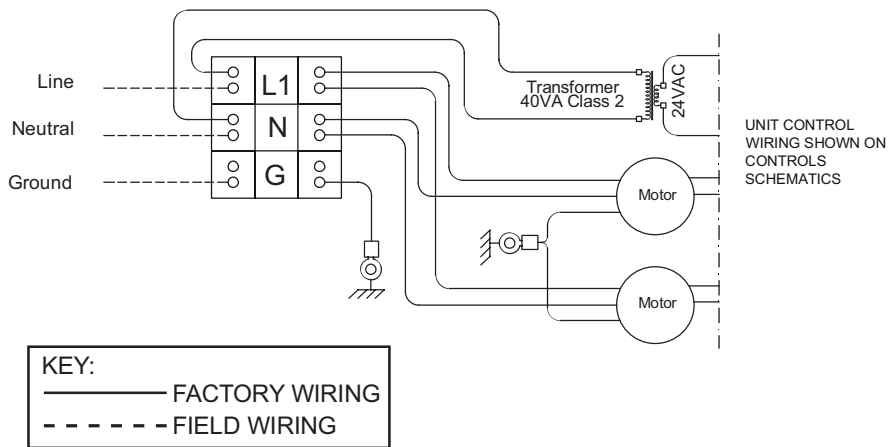 Line
Neutral
Ground
L1
N
G
Transformer
40VA Class 2
24VAC
UNIT CONTROL
WIRING SHOWN ON
CONTROLS
SCHEMATICS
Motor
Motor
KEY:
FACTORY WIRING
FIELD WIRING